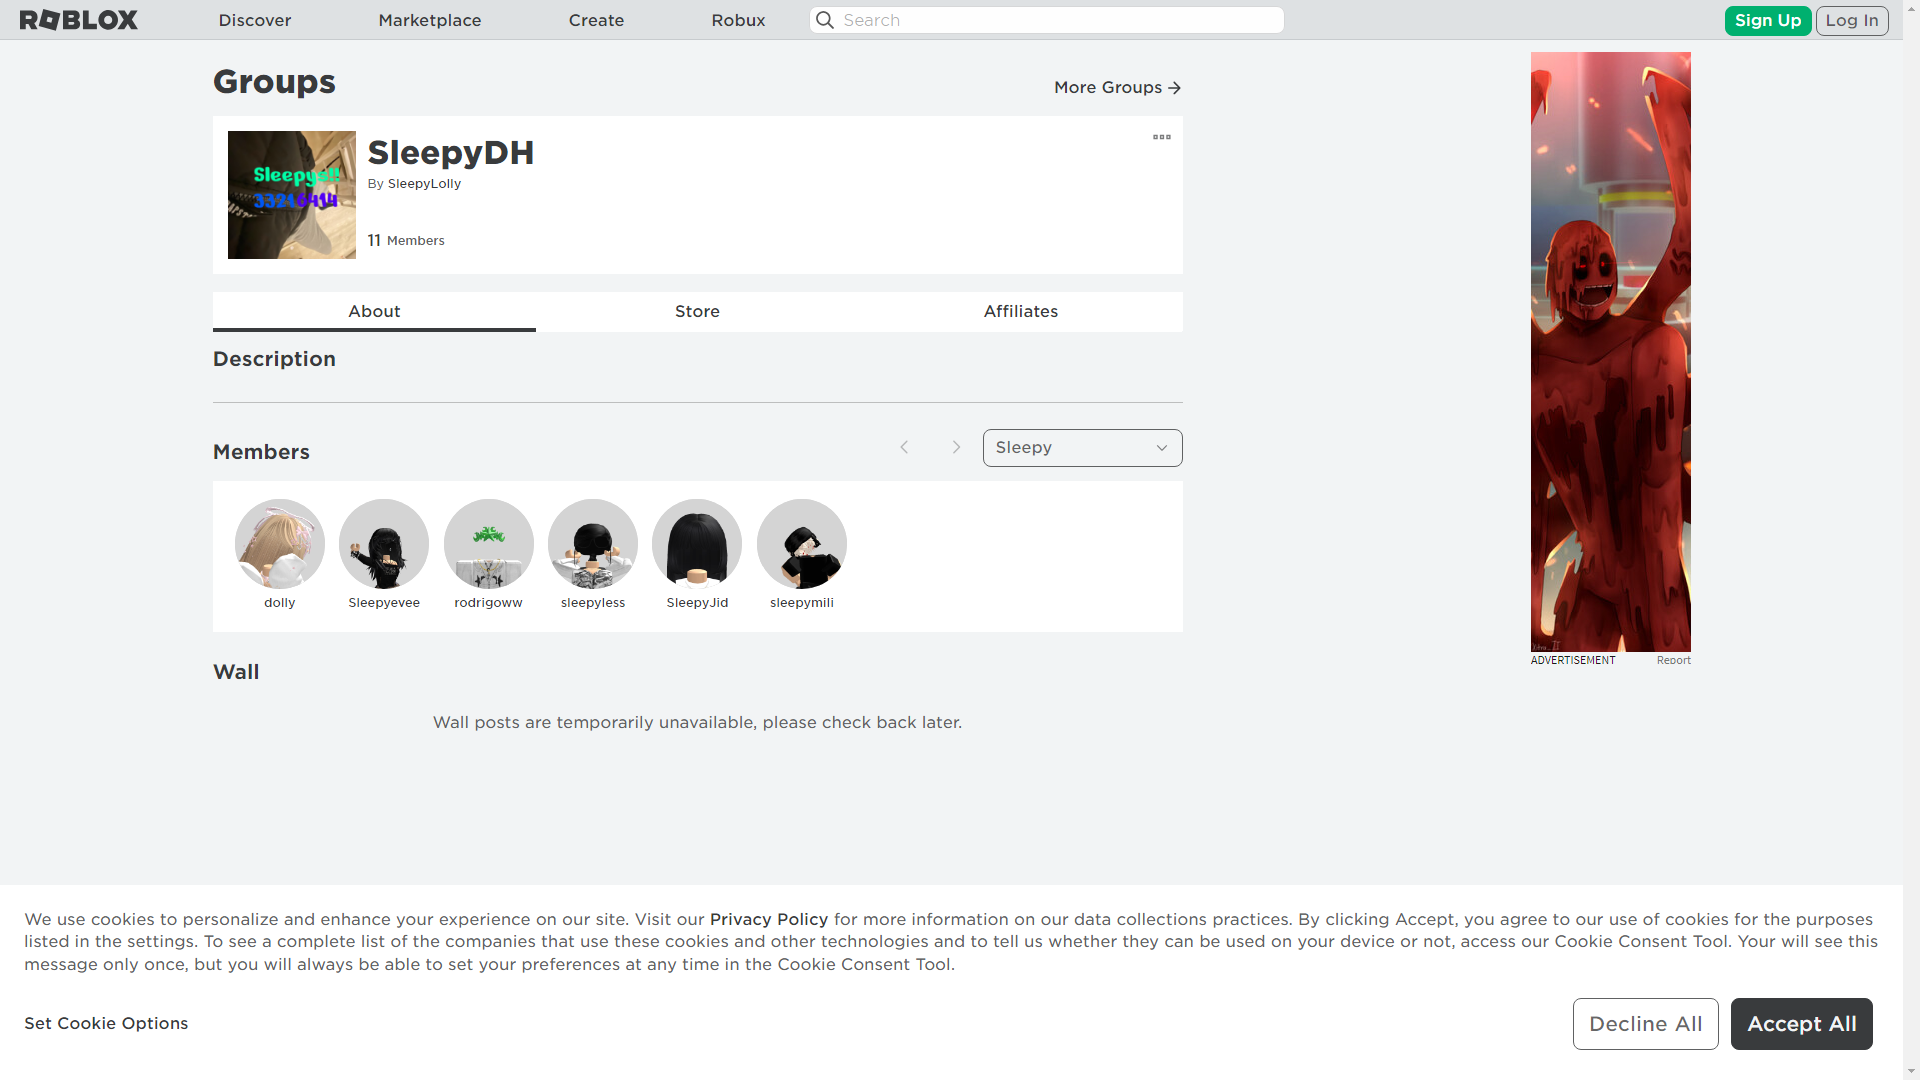 ROBLOX
Discover
Marketplace
Create
Robux
Search
Sign Up
Log In
Groups
More Groups
Sleepys!!
33216414
SleepyDH
By SleepyLolly
11 Members
About
Store
Affiliates
Description
Members
Sleepy
dolly
Sleepyevee
rodrigoww
sleepyless
SleepyJid
sleepymili
Wall
Wall posts are temporarily unavailable, please check back later.
ADVERTISEMENT
Report
We use cookies to personalize and enhance your experience on our site. Visit our Privacy Policy for more information on our data collections practices. By clicking Accept, you agree to our use of cookies for the purposes
listed in the settings. To see a complete list of the companies that use these cookies and other technologies and to tell us whether they can be used on your device or not, access our Cookie Consent Tool. Your will see this
message only once, but you will always be able to set your preferences at any time in the Cookie Consent Tool.
Set Cookie Options
Decline All
Accept All